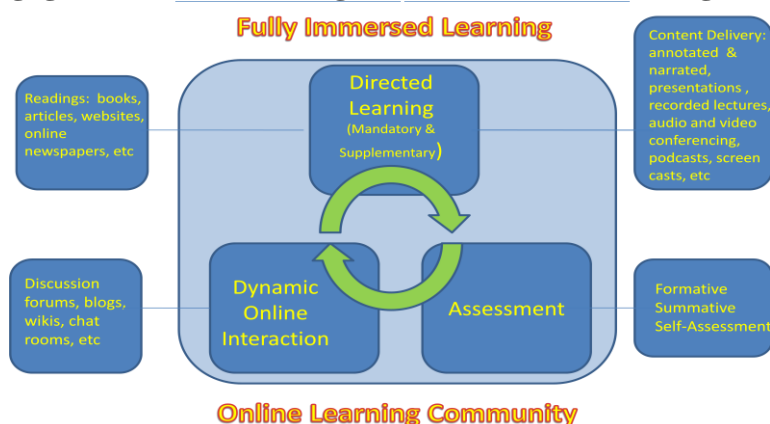 Fully Immersed Learning
Readings: books,
articles, websites,
online
newspapers, etc
Directed
Learning
(Mandatory &
Supplementary)
Content Delivery:
annotated &
narrated,
presentations ,
recorded lectures,
audio and video
conferencing,
podcasts, screen
casts, etc
Discussion
forums, blogs,
wikis, chat
rooms, etc
Dynamic
Online
Interaction
Assessment
Formative
Summative
Self-Assessment
Online Learning Community